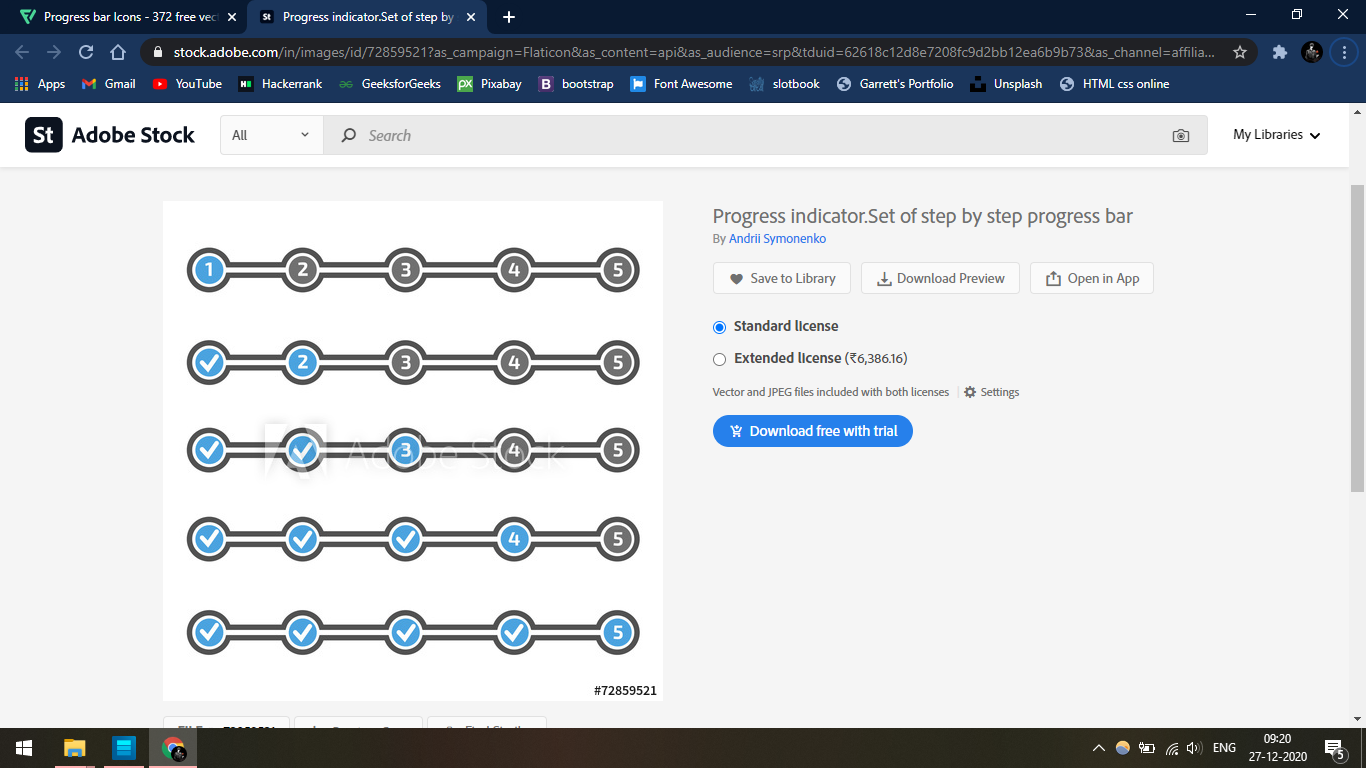 Progress bar Icons - 372 free vec
Progress indicator.Set of step by
stock.adobe.com/in/images/id/72859521?as_campaign=Flaticon&as_content=api&as_audience=srp&tduid=62618c12d8e7208fc9d2bb12ea6b9b73&as_channel=affilia...
Apps Gmail YouTube Hackerrank GeeksforGeeks Pixabay bootstrap Font Awesome slotbook Garrett's Portfolio Unsplash HTML css online
St Adobe Stock All Search My Libraries
Progress indicator.Set of step by step progress bar
By Andrii Symonenko
Save to Library Download Preview Open in App
Standard license
Extended license (₹6,386.16)
Vector and JPEG files included with both licenses Settings
Download free with trial
1 2 3 4 5
2 3 4 5
3 4 5
Adobe Stock
4 5
5
#72859521
ENG
09:20
27-12-2020
5